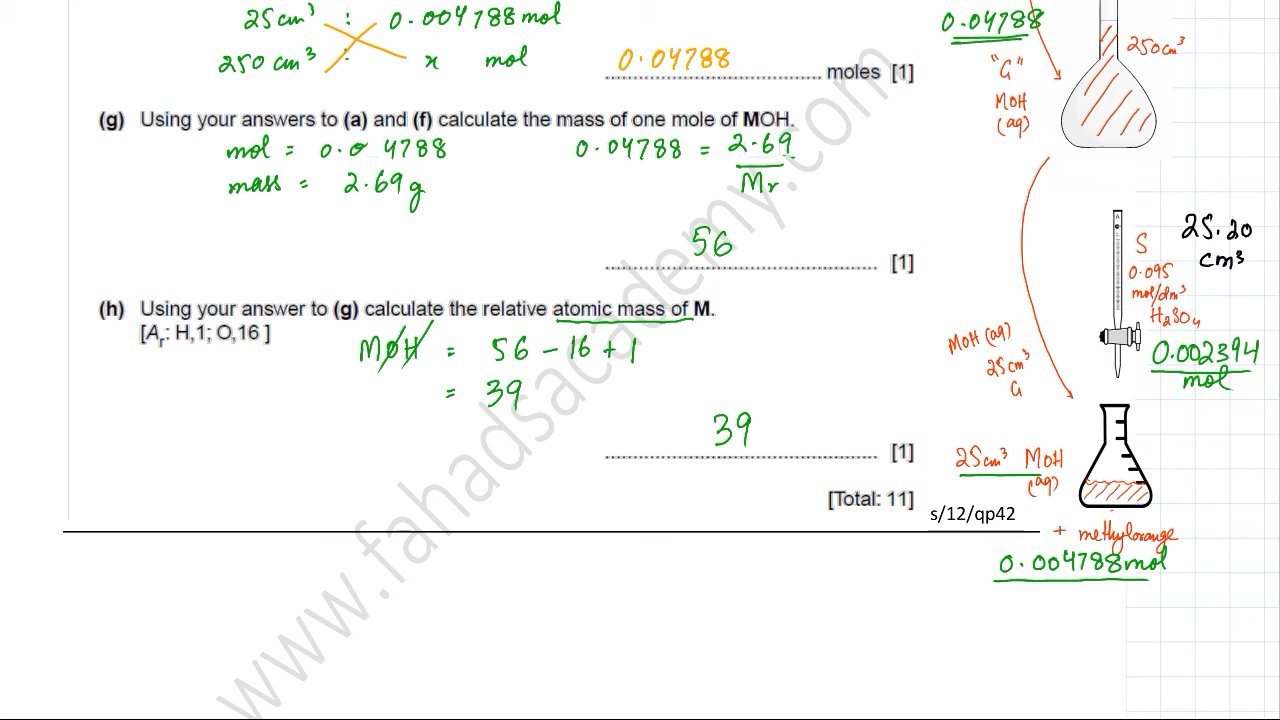 25cm³ : 0.004788 mol
250 cm³ : x mol
0.04788 moles [1]
(g) Using your answers to (a) and (f) calculate the mass of one mole of MOH.
mol = 0.04788
0.04788 = 2.69 / Mr
mass = 2.69g
56 [1]
(h) Using your answer to (g) calculate the relative atomic mass of M.
[Ar: H,1; O,16 ]
MOH = 56 - 16 + 1
= 39
39 [1]
[Total: 11]
s/12/qp42
0.04788
250cm³
"G"
MOH
(aq)
25.20
cm³
S
0.095
mol/dm³
H2SO4
MOH (aq)
25cm³
G
0.002394
mol
25cm³ MOH
(aq)
+ methylorange
0.004788mol
www.fahadsacademy.com